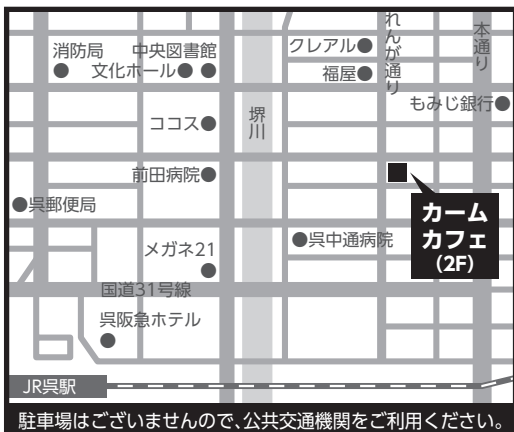 れんが通り
本通り
消防局
中央図書館
文化ホール
クレアル
福屋
もみじ銀行
ココス
堺川
前田病院
呉郵便局
カーム
カフェ
(2F)
メガネ21
呉中通病院
国道31号線
呉阪急ホテル
JR呉駅
駐車場はございませんので、公共交通機関をご利用ください。